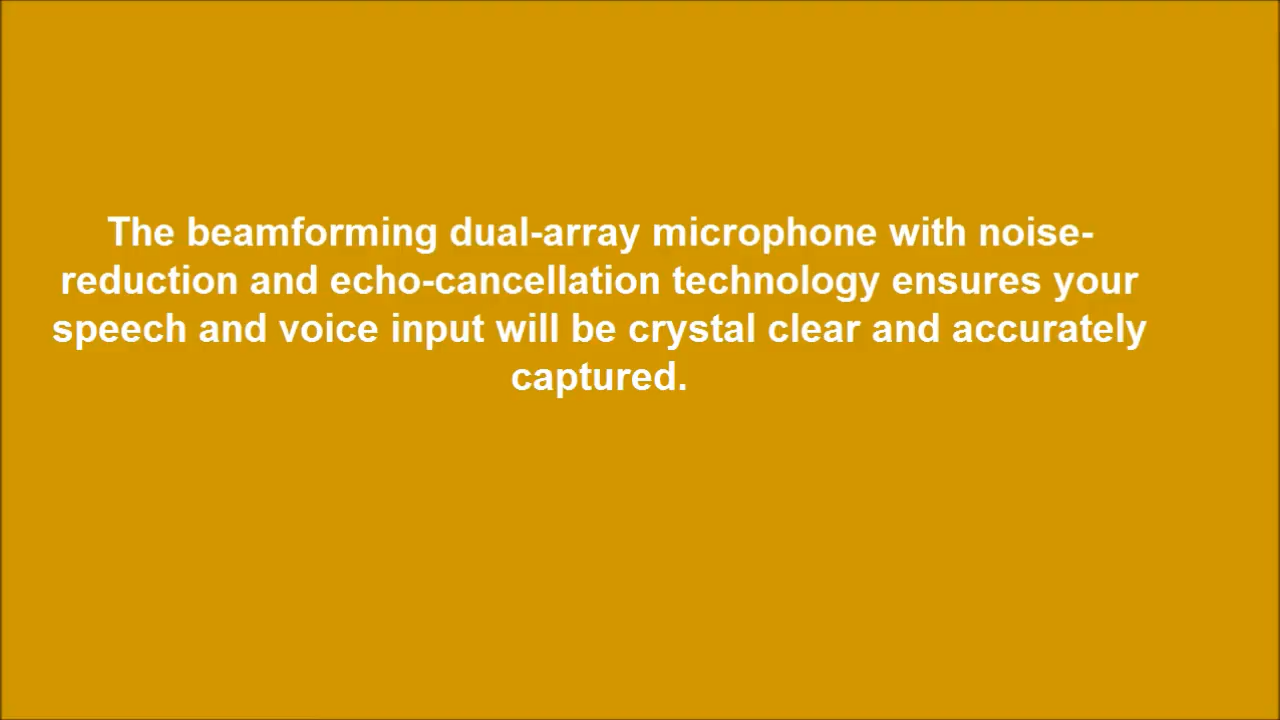 The beamforming dual-array microphone with noise-
reduction and echo-cancellation technology ensures your
speech and voice input will be crystal clear and accurately
captured.